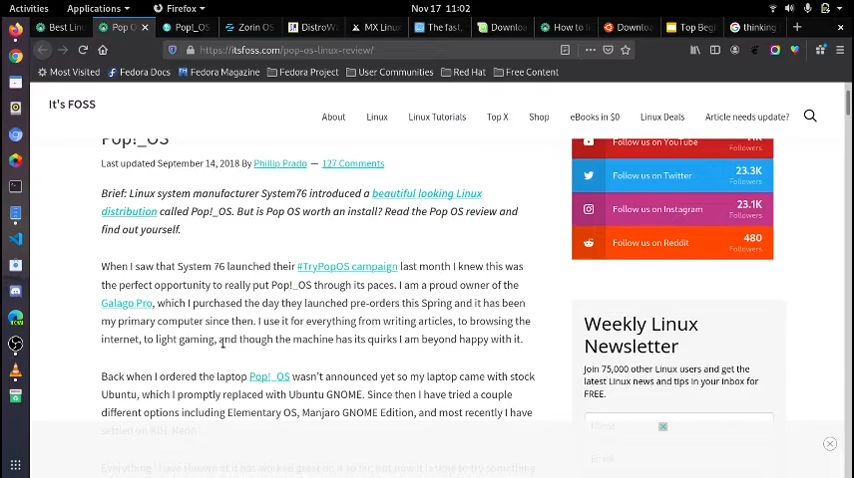 Activities Applications Firefox Nov 17 11:02
Best Lin Pop O Pop!_OS Zorin OS DistroW MX Linux The fast, Downloa How to i Downloa Top Begi thinking
https://itsfoss.com/pop-os-linux-review/
Most Visited Fedora Docs Fedora Magazine Fedora Project User Communities Red Hat Free Content
It's FOSS
About Linux Linux Tutorials Top X Shop eBooks in $0 Linux Deals Article needs update?
Pop!_OS
Last updated September 14, 2018 By Phillip Prado — 127 Comments
Brief: Linux system manufacturer System76 introduced a beautiful looking Linux
distribution called Pop!_OS. But is Pop OS worth an install? Read the Pop OS review and
find out yourself.
When I saw that System 76 launched their #TryPopOS campaign last month I knew this was
the perfect opportunity to really put Pop!_OS through its paces. I am a proud owner of the
Galago Pro, which I purchased the day they launched pre-orders this Spring and it has been
my primary computer since then. I use it for everything from writing articles, to browsing the
internet, to light gaming, and though the machine has its quirks I am beyond happy with it.
Back when I ordered the laptop Pop!_OS wasn't announced yet so my laptop came with stock
Ubuntu, which I promptly replaced with Ubuntu GNOME. Since then I have tried a couple
different options including Elementary OS, Manjaro GNOME Edition, and most recently I have
settled on KDE Neon.
Follow us on YouTube
Followers
Follow us on Twitter 23.3K
Followers
Follow us on Instagram 23.1K
Followers
Follow us on Reddit 480
Followers
Weekly Linux
Newsletter
Join 75,000 other Linux users and get the
latest Linux news and tips in your inbox for
FREE.